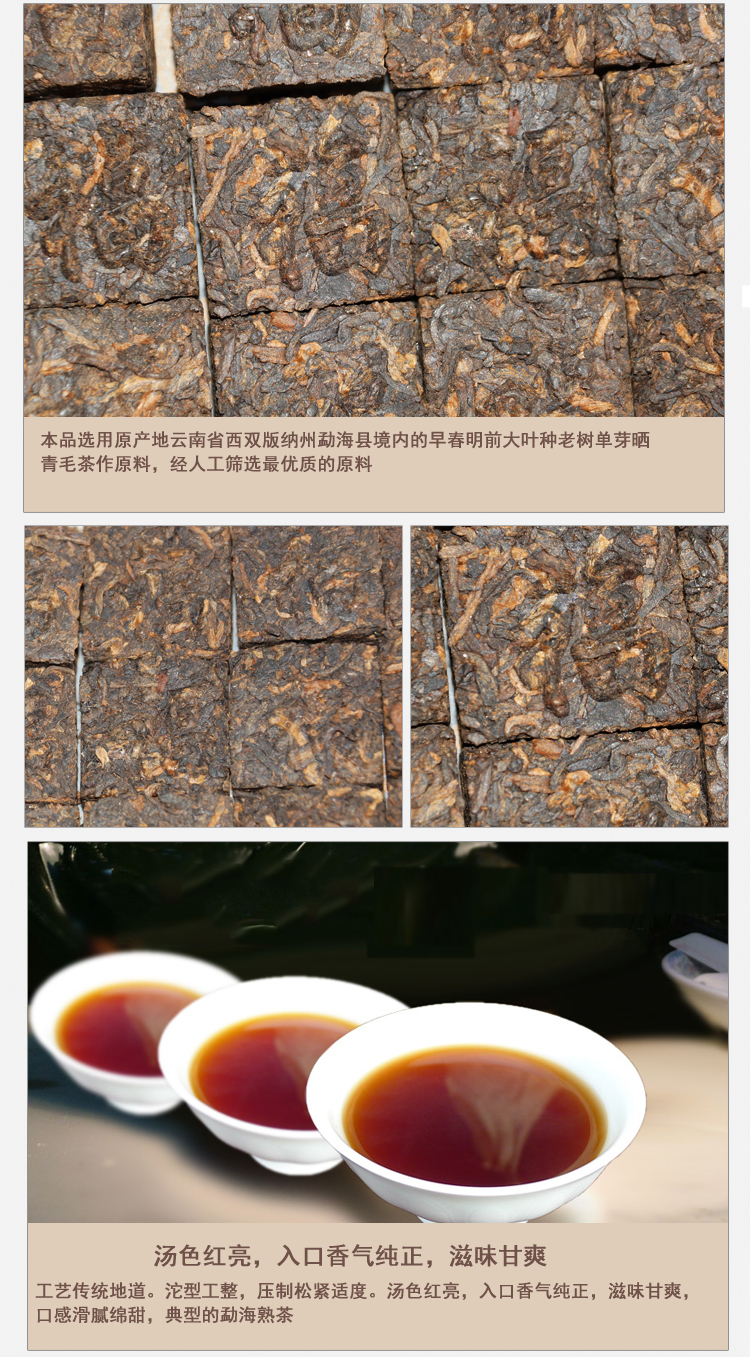 本品选用原产地云南省西双版纳州勐海县境内的早春明前大叶种老树单芽晒
青毛茶作原料，经人工筛选最优质的原料
汤色红亮，入口香气纯正，滋味甘爽
工艺传统地道。沱型工整，压制松紧适度。汤色红亮，入口香气纯正，滋味甘爽，
口感滑腻绵甜，典型的勐海熟茶